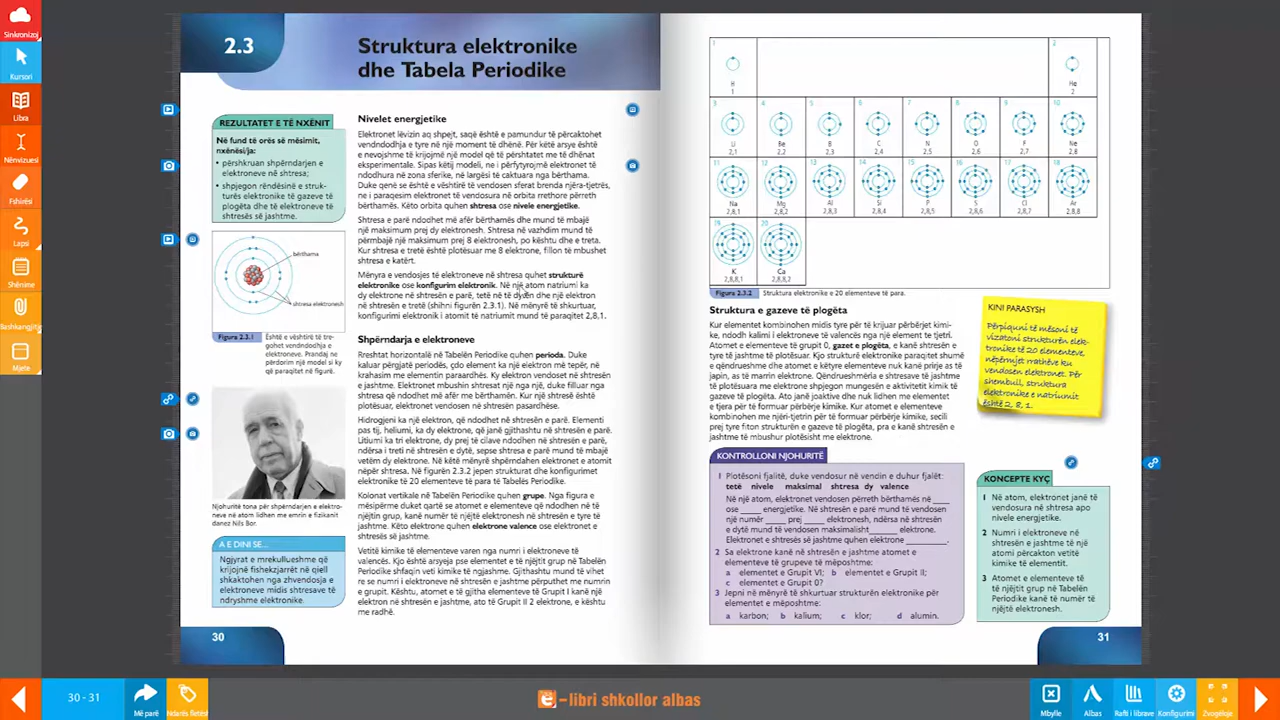 Sinkronizoj
Kursori
Libra
Nënvizuesi
Fshirësi
Lapsi
Shënine
Bashkangjitje
Mjete
2.3
Struktura elektronike
dhe Tabela Periodike
REZULTATET E TË NXËNIT
Në fund të orës së mësimit,
nxënësi/ja:
• përshkruan shpërndarjen e
elektroneve në shtresa;
• shpjegon rëndësinë e struk-
turës elektronike të gazeve të
plogëta dhe të elektroneve të
shtresës së jashtme.
bërthama
shtresa elektronesh
Figura 2.3.1
Është e vështirë të tre-
gohet vendndodhja e
elektroneve. Prandaj ne
përdorim një model si ky
që paraqitet në figurë.
Njohuritë tona për shpërndarjen e elektro-
neve në atom lidhen me emrin e fizikanit
danez Nils Bor.
A E DINI SE...
Ngjyrat e mrekullueshme që
krijojnë fishekzjarrët në qiell
shkaktohen nga zhvendosja e
elektroneve midis shtresave të
ndryshme elektronike.
Nivelet energjetike
Elektronet lëvizin aq shpejt, saqë është e pamundur të përcaktohet
vendndodhja e tyre në një moment të dhënë. Për këtë arsye është
e nevojshme të krijojmë një model që të përshtatet me të dhënat
eksperimentale. Sipas këtij modeli, ne i përfytyrojmë elektronet të
ndodhura në zona sferike, në largësi të caktuara nga bërthama.
Duke qenë se është e vështirë të vendosim sferat brenda njëra-tjetrës,
ne i paraqesim elektronet të vendosura në orbita rrethore përreth
bërthamës. Këto orbita quhen shtresa ose nivele energjetike.
Shtresa e parë ndodhet më afër bërthamës dhe mund të mbajë
një maksimum prej dy elektronesh. Shtresa në vazhdim mund të
përmbajë një maksimum prej 8 elektronesh, po kështu dhe e treta.
Kur shtresa e tretë është plotësuar me 8 elektrone, fillon të mbushet
shtresa e katërt.
Mënyra e vendosjes të elektroneve në shtresa quhet strukturë
elektronike ose konfigurim elektronik. Në një atom natriumi ka
dy elektrone në shtresën e parë, tetë në të dytën dhe një elektron
në shtresën e tretë (shihni figurën 2.3.1). Në mënyrë të shkurtuar,
konfigurimi elektronik i atomit të natriumit mund të paraqitet 2,8,1.
Shpërndarja e elektroneve
Rreshtat horizontalë në Tabelën Periodike quhen perioda. Duke
kaluar përgjatë periodës, çdo element ka një elektron më tepër, në
krahasim me elementin paraardhës. Ky elektron vendoset në shtresën
e jashtme. Elektronet mbushin shtresat një nga një, duke filluar nga
shtresa që ndodhet më afër me bërthamën. Kur një shtresë është
plotësuar, elektronet vendosen në shtresën pasardhëse.
Hidrogjeni ka një elektron, që ndodhet në shtresën e parë. Elementi
pas tij, heliumi, ka dy elektrone, që janë gjithashtu në shtresën e parë.
Litiumi ka tri elektrone, dy prej të cilave ndodhen në shtresën e parë,
ndërsa i treti në shtresën e dytë, sepse shtresa e parë mund të mbajë
vetëm dy elektrone. Në këtë mënyrë shpërndahen elektronet e atomit
nëpër shtresa. Në figurën 2.3.2 jepen strukturat dhe konfigurimet
elektronike të 20 elementeve të para të Tabelës Periodike.
Kolonat vertikale në Tabelën Periodike quhen grupe. Nga figura e
mësipërme duket qartë se atomet e elementeve që ndodhen në të
njëjtin grup, kanë numër të njëjtë elektronesh në shtresën e
jashtme. Këto elektrone quhen elektrone valence ose elektronet e
shtresës së jashtme.
Vetitë kimike të elementeve varen nga numri i elektroneve të
valencës. Kjo është arsyeja pse elementet e të njëjtit grup në Tabelën
Periodike shfaqin veti kimike të ngjashme. Gjithashtu mund të vihet
re se numri i elektroneve në shtresën e jashtme përputhet me numrin
e grupit. Kështu, atomet e të gjitha elementeve të Grupit I kanë një
elektron në shtresën e jashtme, ato të Grupit II 2 elektrone, e kështu
me radhë.
30
1 2
H He
1 2
3 4 5 6 7 8 9 10
Li Be B C N O F Ne
2,1 2,2 2,3 2,4 2,5 2,6 2,7 2,8
11 12 13 14 15 16 17 18
Na Mg Al Si P S Cl Ar
2,8,1 2,8,2 2,8,3 2,8,4 2,8,5 2,8,6 2,8,7 2,8,8
19 20
K Ca
2,8,8,1 2,8,8,2
Figura 2.3.2 Struktura elektronike e 20 elementeve të para.
Struktura e gazeve të plogëta
Kur elementet kombinohen midis tyre për të krijuar përbërjet kimi-
ke, ndodh kalimi i elektroneve të valencës nga një element te tjetri.
Atomet e elementeve të grupit 0, gazet e plogëta, e kanë shtresën e
tyre të jashtme të plotësuar. Kjo strukturë elektronike paraqitet shumë
e qëndrueshme dhe atomet e këtyre elementeve nuk kanë prirje as të
japin, as të marrin elektrone. Qëndrueshmëria e shtresave të jashtme
të plotësuara me elektrone shpjegon mungesën e aktivitetit kimik të
gazeve të plogëta. Ato janë joaktive dhe nuk lidhen me elementet
e tjera për të formuar përbërje kimike. Kur atomet e elementeve
kombinohen me njëri-tjetrin për të formuar përbërje kimike, secili
prej tyre fiton strukturën e gazeve të plogëta, pra e kanë shtresën e
jashtme të mbushur plotësisht me elektrone.
KINI PARASYSH
Përpiquni të mësoni të
vizatoni strukturën elek-
tronike të 20 elementeve,
nëpërmjet rrathëve ku
vendosen elektronet. Për
shembull, struktura
elektronike e natriumit
është 2, 8, 1.
KONTROLLONI NJOHURITË
1 Plotësoni fjalitë, duke vendosur në vendin e duhur fjalët:
tetë nivele maksimal shtresa dy valence
Në një atom, elektronet vendosen përreth bërthamës në ____
ose _____ energjetike. Në shtresën e parë mund të vendosen
një numër _____ prej _____ elektronesh, ndërsa në shtresën
e dytë mund të vendosen maksimalisht _______ elektrone.
Elektronet e shtresës së jashtme quhen elektrone __________.
2 Sa elektrone kanë në shtresën e jashtme atomet e
elementeve të grupeve të mëposhtme:
a elementet e Grupit VI; b elementet e Grupit II;
c elementet e Grupit 0?
3 Jepni në mënyrë të shkurtuar strukturën elektronike për
elementet e mëposhtme:
a karbon; b kalium; c klor; d alumin.
KONCEPTE KYÇ
1 Në atom, elektronet janë të
vendosura në shtresa apo
nivele energjetike.
2 Numri i elektroneve në
shtresën e jashtme të një
atomi përcakton vetitë
kimike të elementit.
3 Atomet e elementeve të
të njëjtit grup në Tabelën
Periodike kanë të njëjtë numër të
njëjtë elektronesh.
31
30 - 31
Më parë
Ndarës fletësi
e -libri shkollor albas
Mbylle
Albas
Rafti i librave
Konfigurimi
Zvogëloje